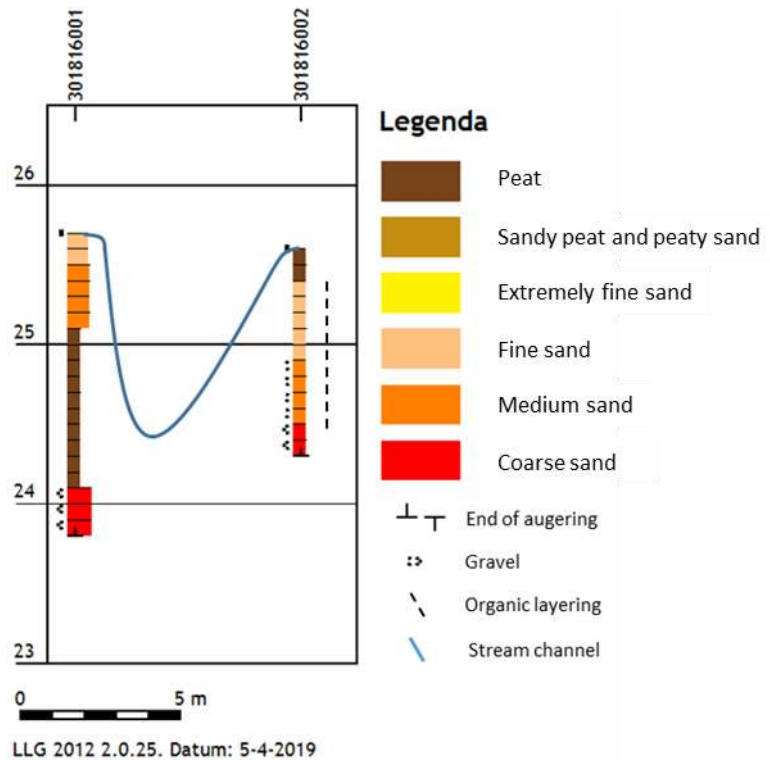 301816001
301816002
26
25
24
23
Legenda
Peat
Sandy peat and peaty sand
Extremely fine sand
Fine sand
Medium sand
Coarse sand
End of augering
Gravel
Organic layering
Stream channel
0 5 m
LLG 2012 2.0.25. Datum: 5-4-2019